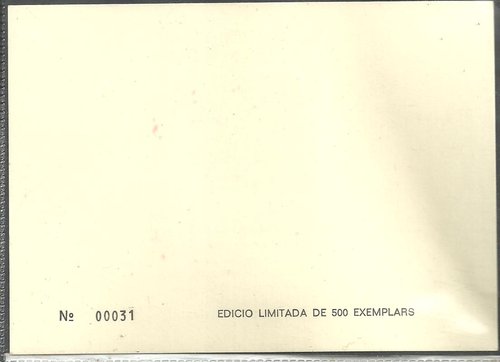 Nº 00031 EDICIO LIMITADA DE 500 EXEMPLARS